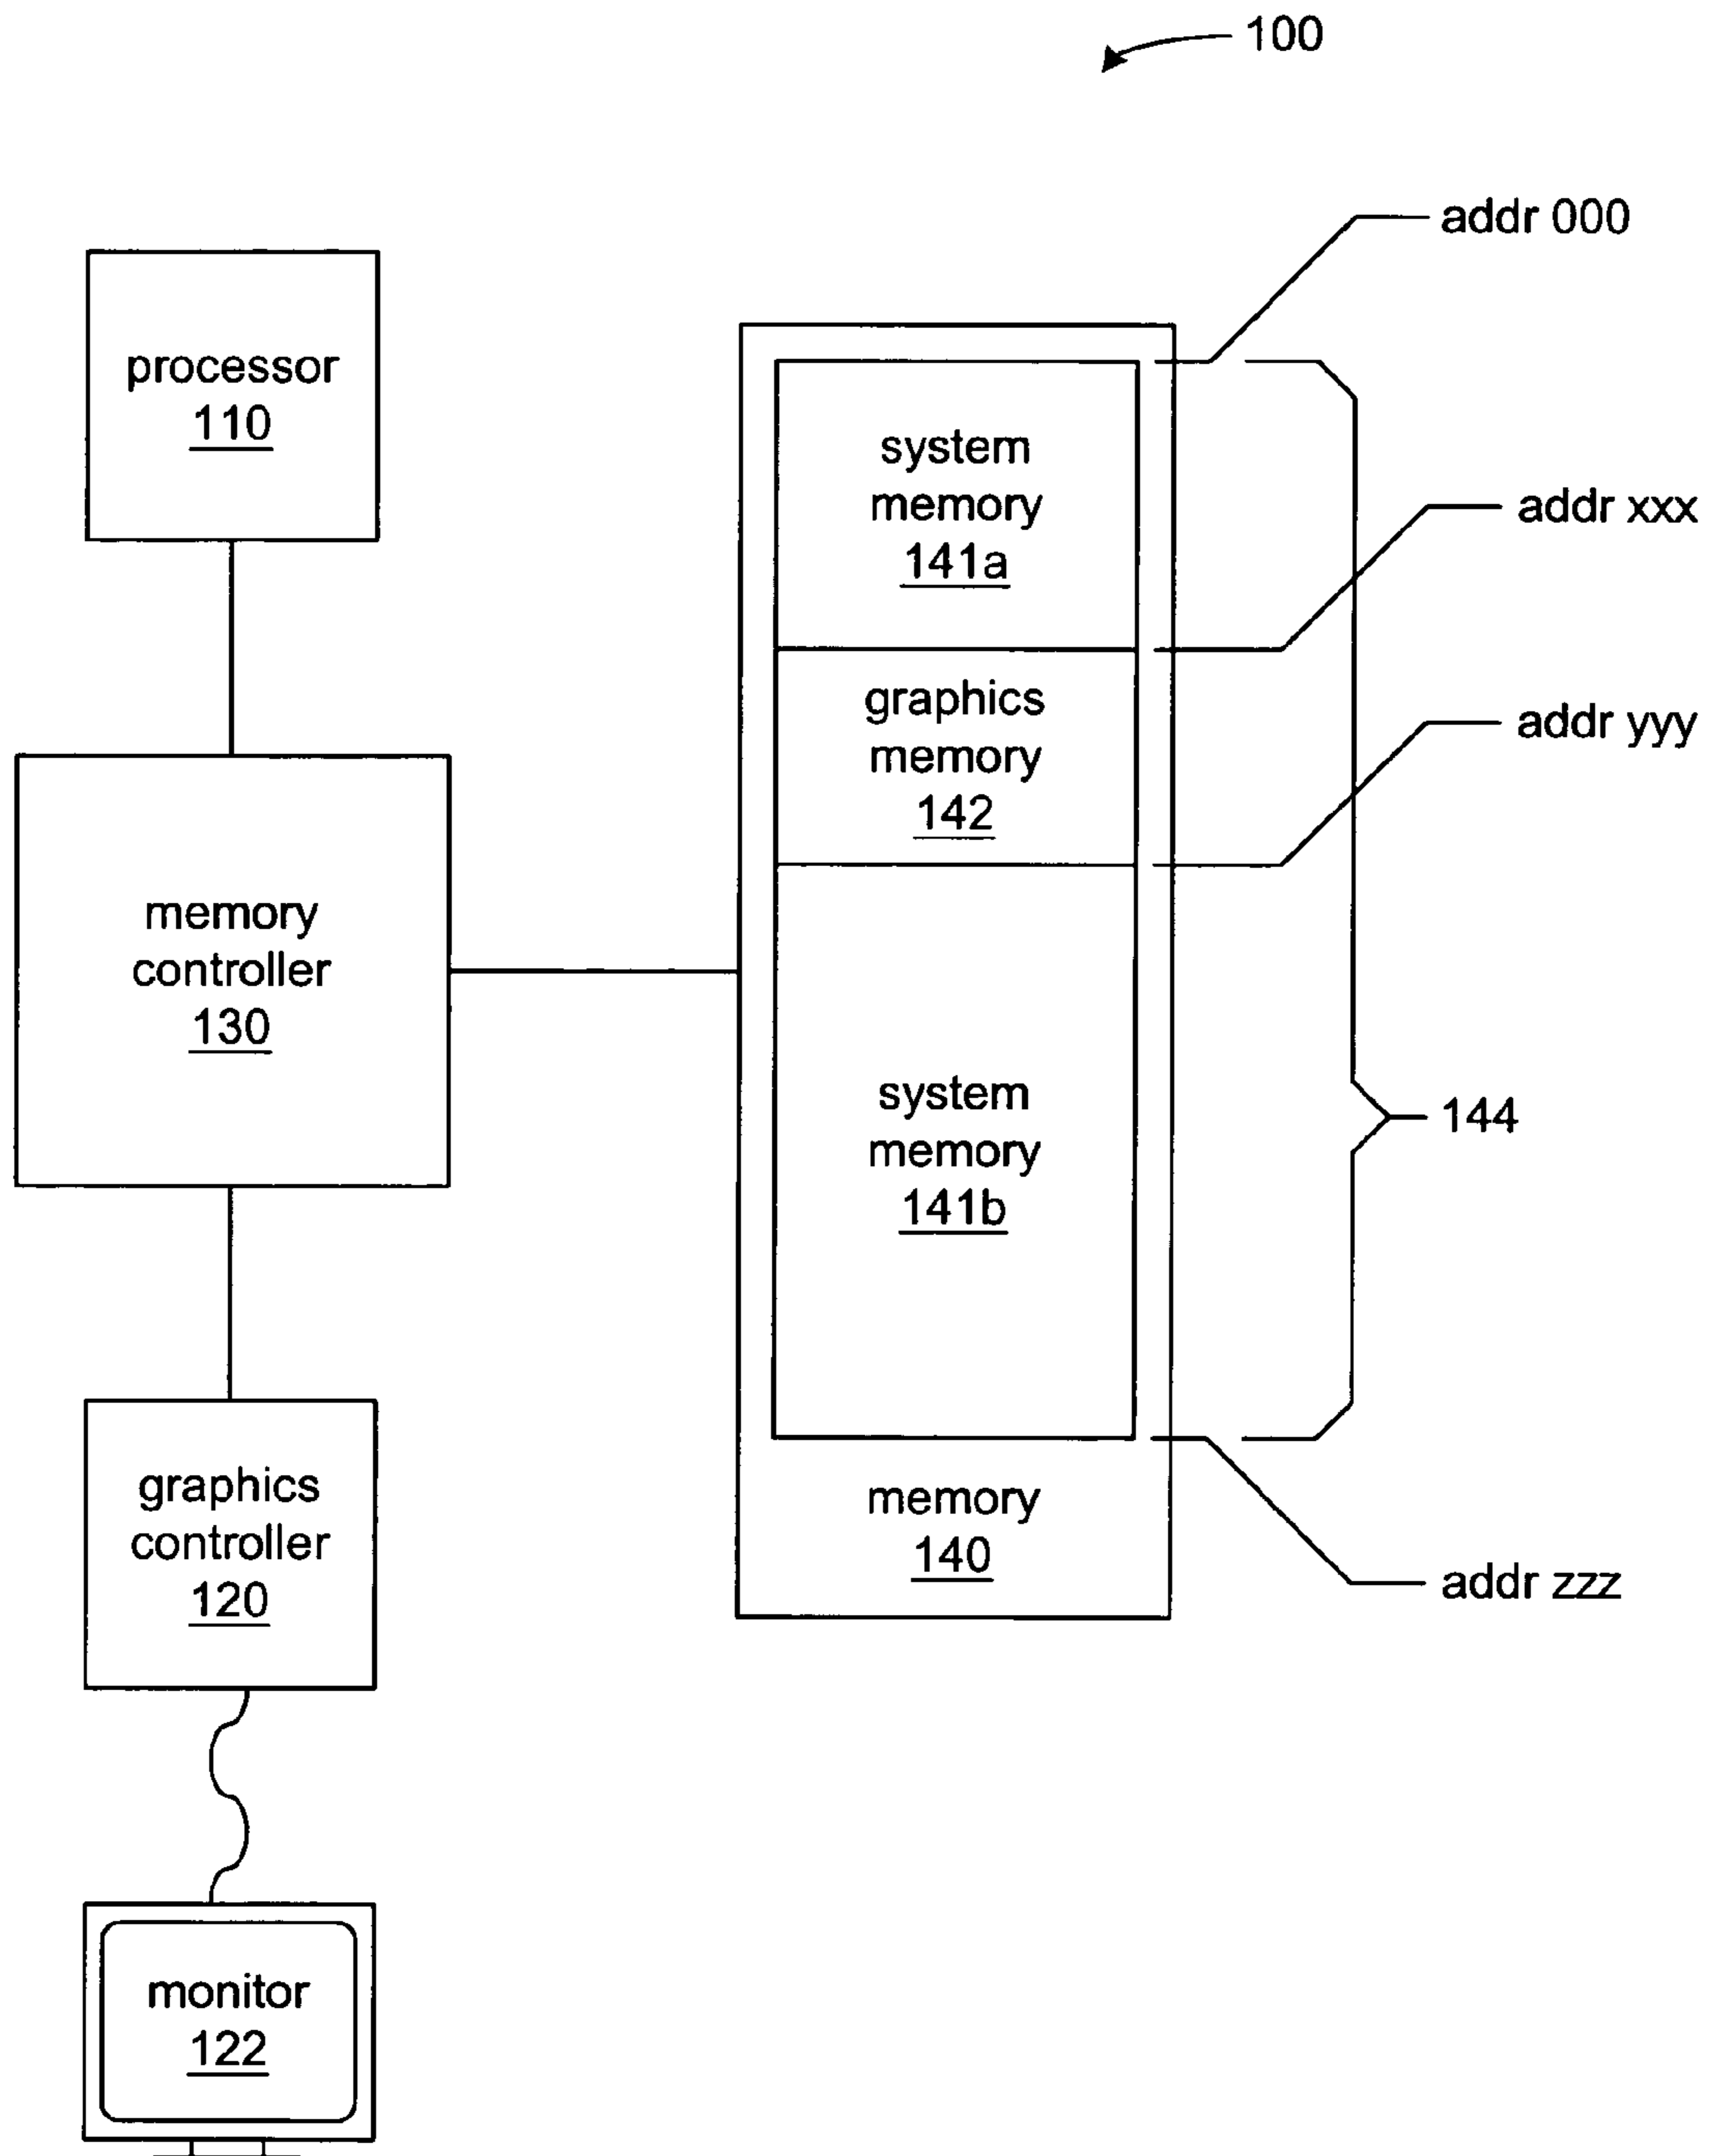 100
addr 000
processor
110
system
memory
141a
addr xxx
graphics
memory
142
addr yyy
memory
controller
130
system
memory
141b
144
graphics
controller
120
memory
140
addr zzz
monitor
122